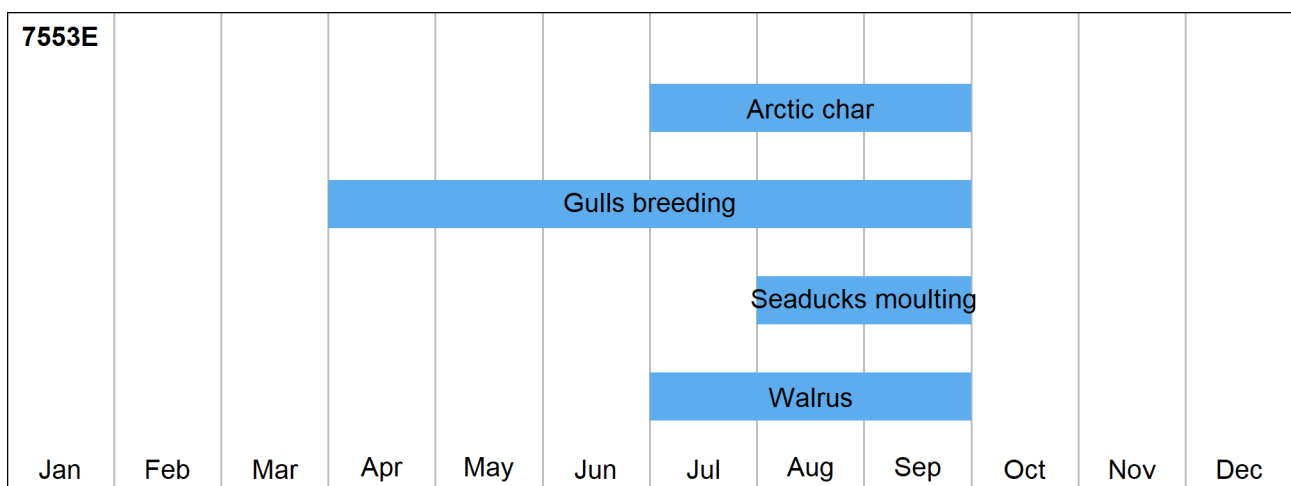 7553E
Arctic char
Gulls breeding
Seaducks moulting
Walrus
Jan Feb Mar Apr May Jun Jul Aug Sep Oct Nov Dec